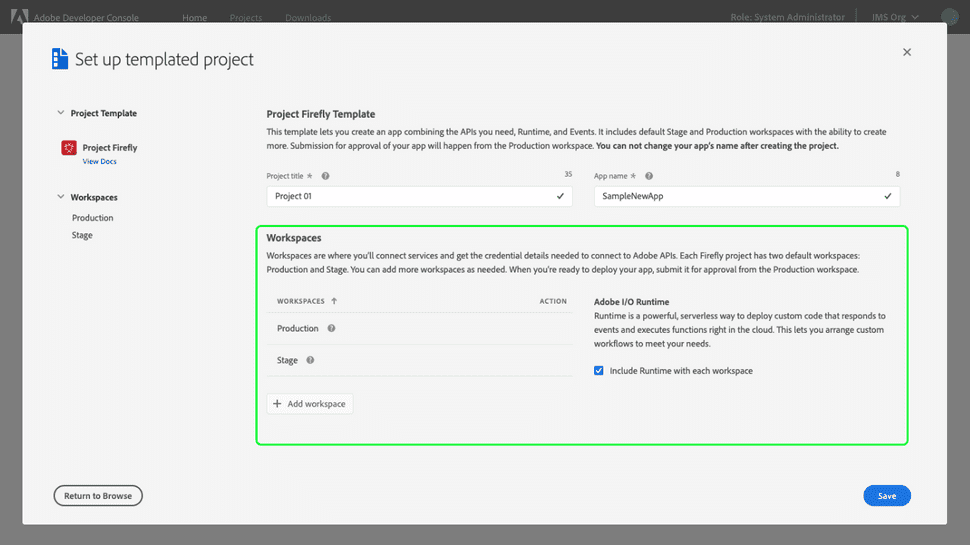 Adobe Developer Console Home Projects Downloads Role: System Administrator IMS Org
Set up templated project
Project Template
Project Firefly
View Docs
Workspaces
Production
Stage
Project Firefly Template
This template lets you create an app combining the APIs you need, Runtime, and Events. It includes default Stage and Production workspaces with the ability to create
more. Submission for approval of your app will happen from the Production workspace. You can not change your app's name after creating the project.
Project title * 35
Project 01
App name * 8
SampleNewApp
Workspaces
Workspaces are where you'll connect services and get the credential details needed to connect to Adobe APIs. Each Firefly project has two default workspaces:
Production and Stage. You can add more workspaces as needed. When you're ready to deploy your app, submit it for approval from the Production workspace.
WORKSPACES ACTION
Production
Stage
+ Add workspace
Adobe I/O Runtime
Runtime is a powerful, serverless way to deploy custom code that responds to
events and executes functions right in the cloud. This lets you arrange custom
workflows to meet your needs.
Include Runtime with each workspace
Return to Browse
Save